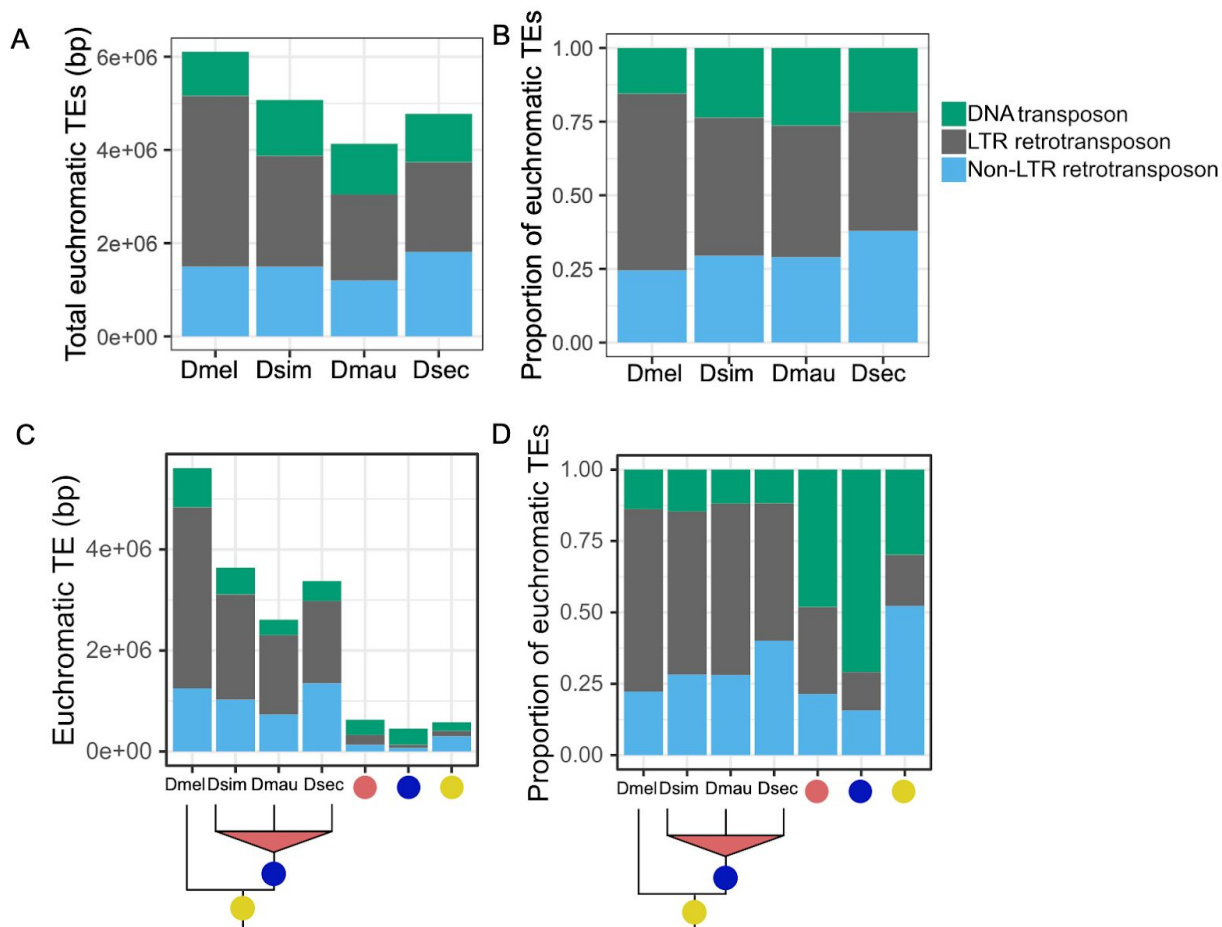 A
Total euchromatic TEs (bp)
6e+06
4e+06
2e+06
0e+00
Dmel Dsim Dmau Dsec
B
Proportion of euchromatic TEs
1.00
0.75
0.50
0.25
0.00
Dmel Dsim Dmau Dsec
DNA transposon
LTR retrotransposon
Non-LTR retrotransposon
C
Euchromatic TE (bp)
4e+06
2e+06
0e+00
Dmel Dsim Dmau Dsec
D
Proportion of euchromatic TEs
1.00
0.75
0.50
0.25
0.00
Dmel Dsim Dmau Dsec